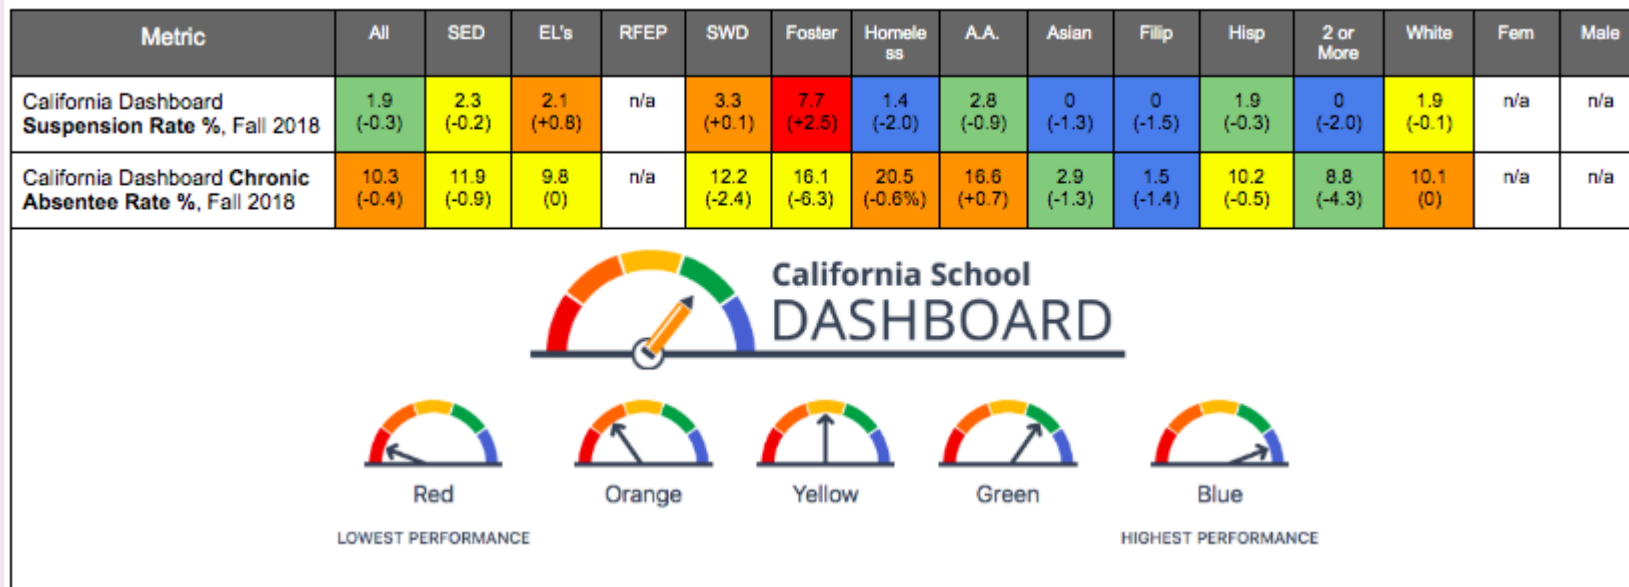 Metric All SED EL's RFEP SWD Foster Homele A.A. Asian Filip Hisp 2 or White Fem Male
ss More
California Dashboard 1.9 2.3 2.1 n/a 3.3 7.7 1.4 2.8 0 0 1.9 0 1.9 n/a n/a
Suspension Rate %, Fall 2018 (-0.3) (-0.2) (+0.8) (+0.1) (+2.5) (-2.0) (-0.9) (-1.3) (-1.5) (-0.3) (-2.0) (-0.1)
California Dashboard Chronic 10.3 11.9 9.8 n/a 12.2 16.1 20.5 16.6 2.9 1.5 10.2 8.8 10.1 n/a n/a
Absentee Rate %, Fall 2018 (-0.4) (-0.9) (0) (-2.4) (-6.3) (-0.6%) (+0.7) (-1.3) (-1.4) (-0.5) (-4.3) (0)
California School
DASHBOARD
Red Orange Yellow Green Blue
LOWEST PERFORMANCE HIGHEST PERFORMANCE